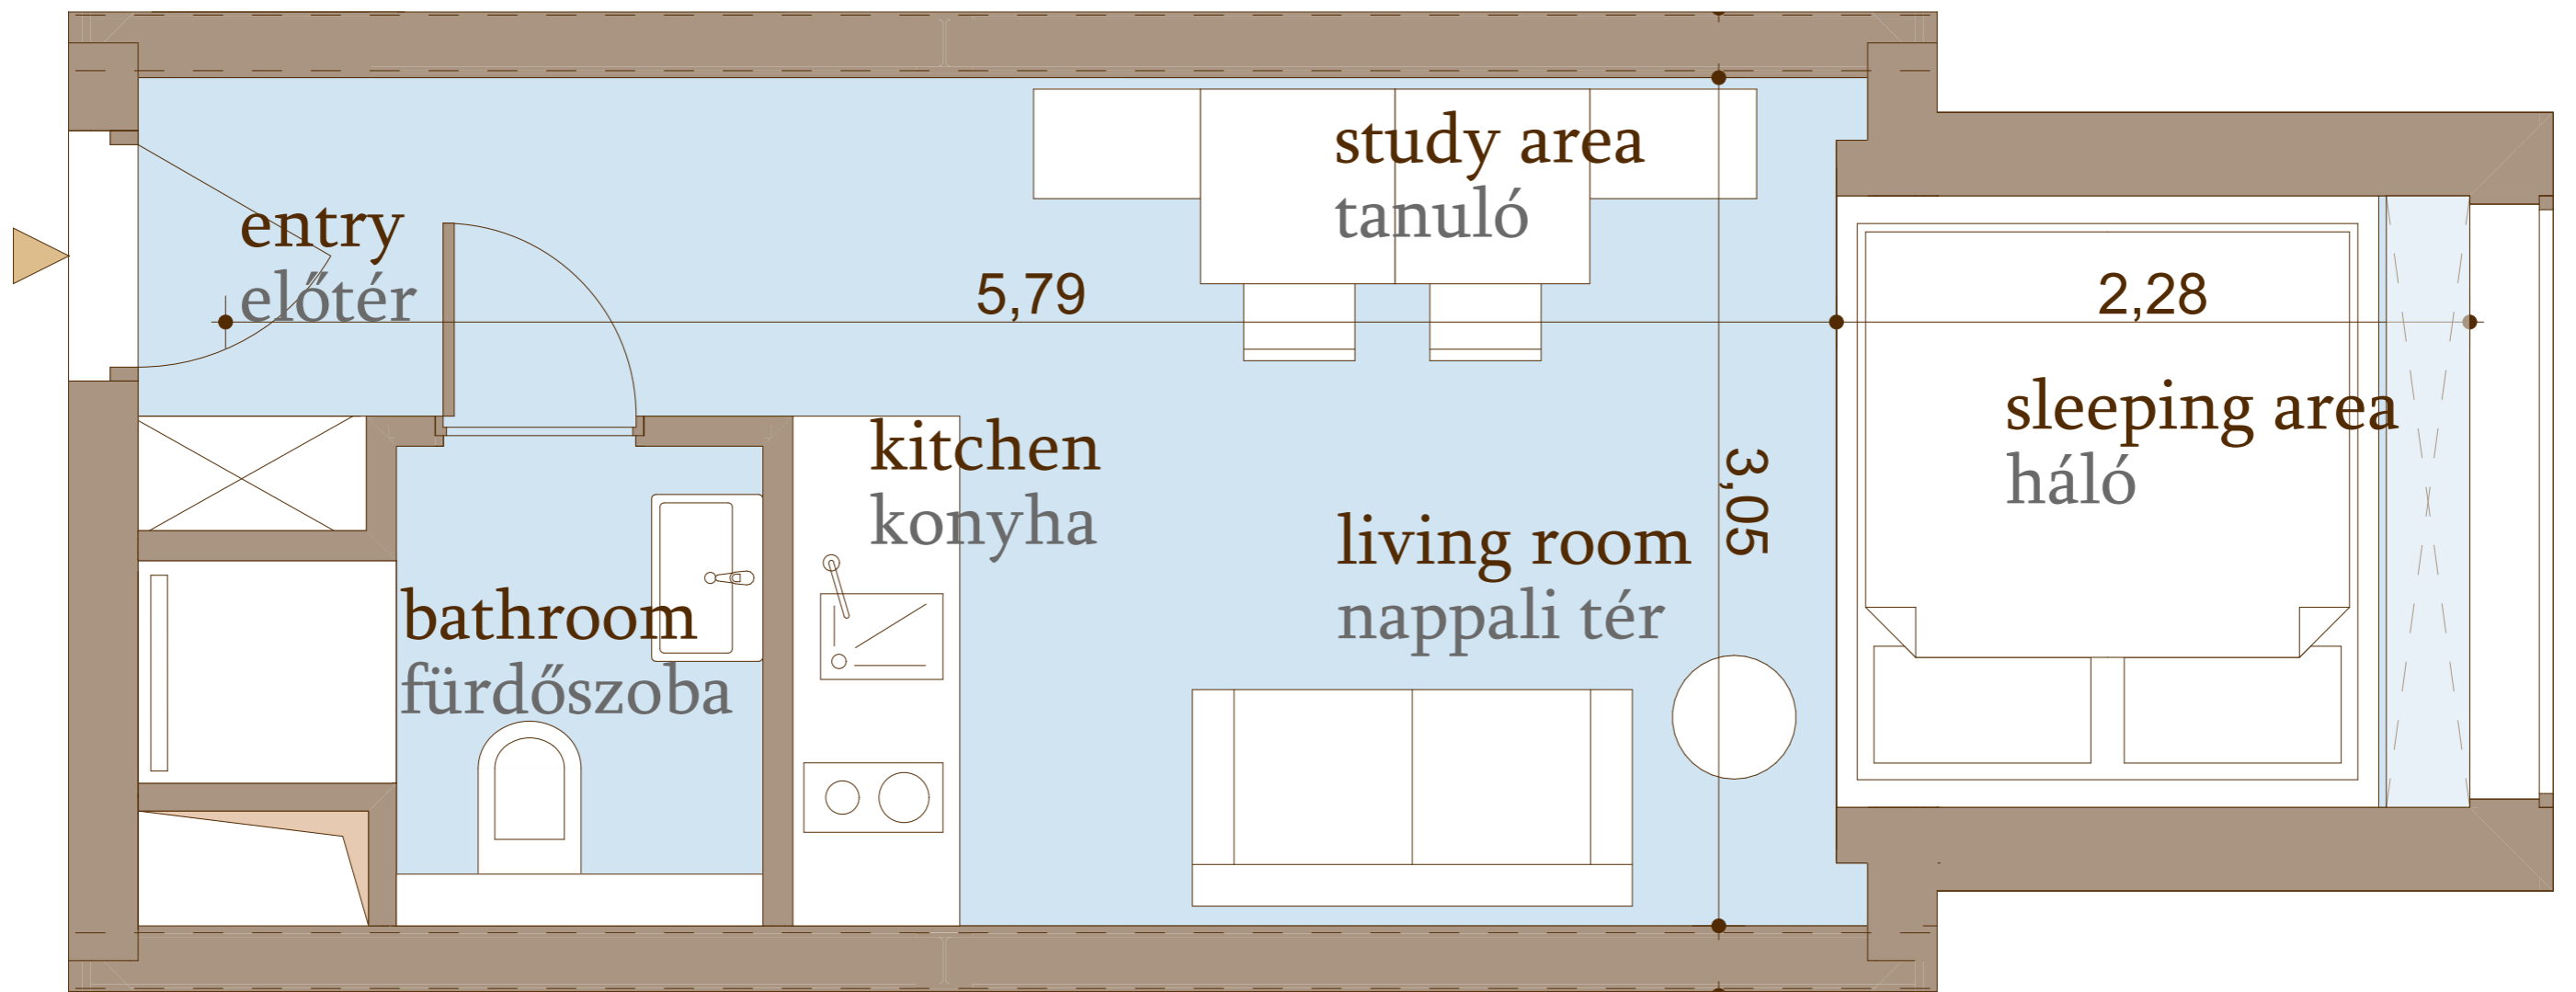 study area
tanuló
entry
előtér
5,79
2,28
sleeping area
háló
kitchen
konyha
3,05
living room
nappali tér
bathroom
fürdőszoba